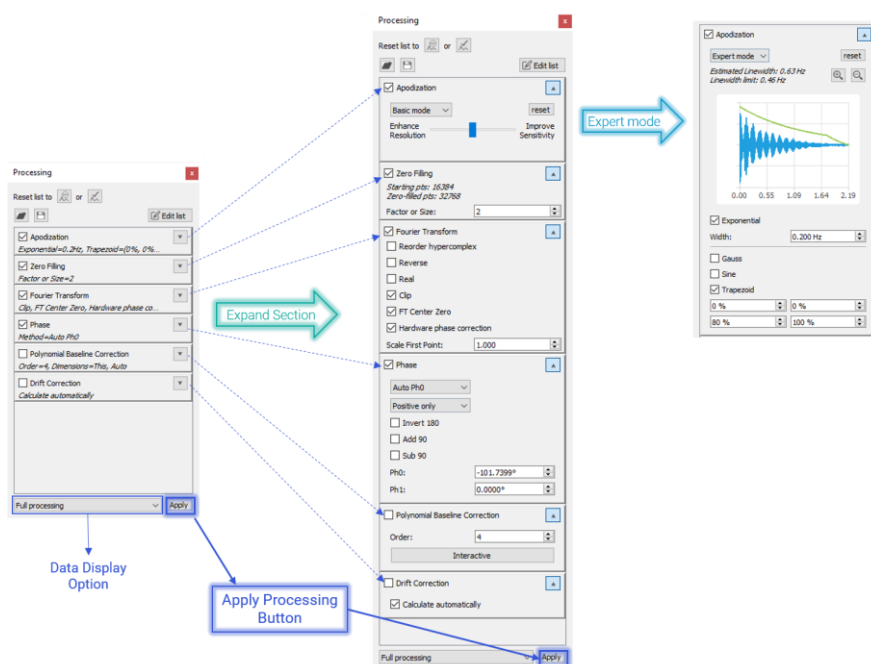 Processing
x
Reset list to
or
Edit list
Apodization
Exponential=0.2Hz, Trapezoid=(0%, 0%...
Zero Filling
Factor or Size=2
Fourier Transform
Clip, FT Center Zero, Hardware phase co...
Phase
Method=Auto Ph0
Polynomial Baseline Correction
Order=4, Dimensions=This, Auto
Drift Correction
Calculate automatically
Full processing
Apply
Data Display
Option
Apply Processing
Button
Expand Section
Processing
x
Reset list to
or
Edit list
Apodization
Basic mode
reset
Enhance
Resolution
Improve
Sensitivity
Zero Filling
Starting pts: 16384
Zero-filled pts: 32768
Factor or Size:
2
Fourier Transform
Reorder hypercomplex
Reverse
Real
Clip
FT Center Zero
Hardware phase correction
Scale First Point:
1.000
Phase
Auto Ph0
Positive only
Invert 180
Add 90
Sub 90
Ph0:
-101.7399°
Ph1:
0.0000°
Polynomial Baseline Correction
Order:
4
Interactive
Drift Correction
Calculate automatically
Full processing
Apply
Expert mode
Apodization
Expert mode
reset
Estimated Linewidth: 0.63 Hz
Linewidth limit: 0.46 Hz
0.00 0.55 1.09 1.64 2.19
Exponential
Width:
0.200 Hz
Gauss
Sine
Trapezoid
0 %
0 %
80 %
100 %